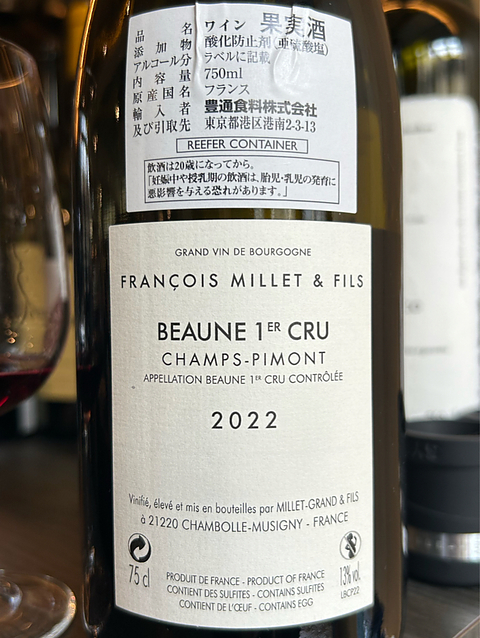 品名 ワイン 果実酒
添加物 酸化防止剤(亜硫酸塩)
アルコール分 ラベルに記載
内容量 750ml
原産国名 フランス
輸入者 豊通食料株式会社
及び引取先 東京都港区港南2-3-13
REEFER CONTAINER
飲酒は20歳になってから。
「妊娠中や授乳期の飲酒は、胎児・乳児の発育に
悪影響を与える恐れがあります。」
GRAND VIN DE BOURGOGNE
FRANÇOIS MILLET & FILS
BEAUNE 1ER CRU
CHAMPS-PIMONT
APPELLATION BEAUNE 1ER CRU CONTRÔLÉE
2022
Vinifié, élevé et mis en bouteilles par MILLET-GRAND & FILS
à 21220 CHAMBOLLE-MUSIGNY - FRANCE
75 cl
PRODUIT DE FRANCE - PRODUCT OF FRANCE
CONTIENT DES SULFITES - CONTAINS SULFITES
CONTIENT DE L'ŒUF - CONTAINS EGG
13% vol.
LBCP22